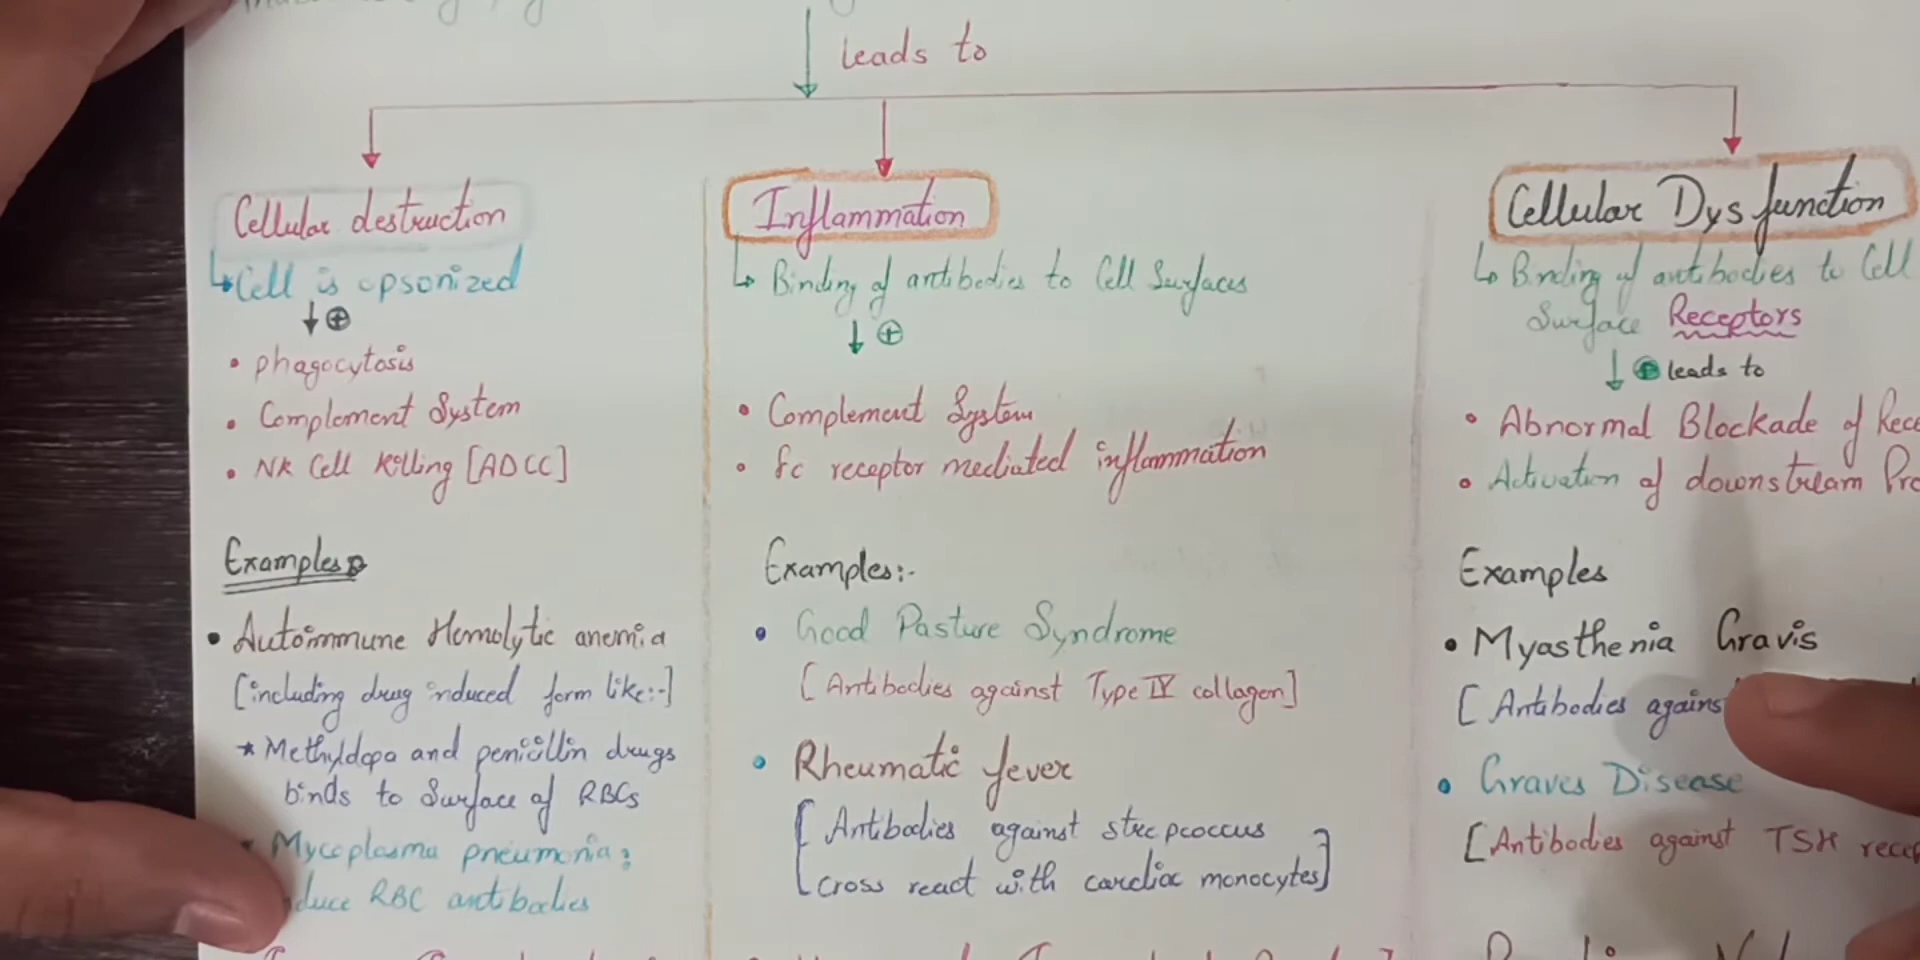 leads to
Cellular destruction
Cell is opsonized
⊕
• phagocytosis
• Complement System
• NK Cell Killing [ADCC]
Examples
• Autoimmune Hemolytic anemia
[including drug induced form like:-]
* Methyldopa and penicillin drugs
binds to Surface of RBCs
Mycoplasma pneumonia:
RBC antibodies
Inflammation
Binding of antibodies to Cell Surfaces
⊕
• Complement System
• fc receptor mediated inflammation
Examples:-
• Good Pasture Syndrome
[Antibodies against Type IV collagen]
• Rheumatic fever
[Antibodies against strepcoccus
cross react with cardiac monocytes]
Cellular Dysfunction
Binding of antibodies to Cell
Surface Receptors
⊕ leads to
• Abnormal Blockade of
• Activation of downstream
Examples
• Myasthenia Gravis
[Antibodies
• Graves Disease
[Antibodies against TSH